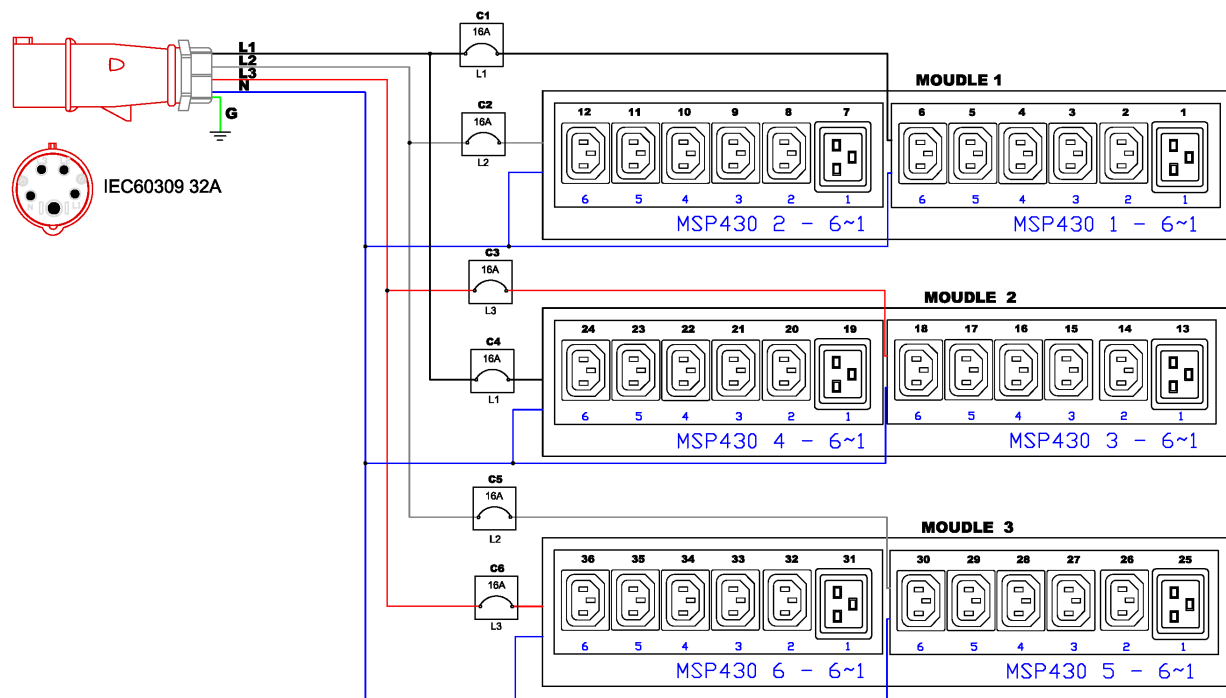 C1
16A
L1
L1
L2
L3
N
G
IEC60309 32A
N
L1
C2
16A
L2
MOUDLE 1
12 11 10 9 8 7 6 5 4 3 2 1
6 5 4 3 2 1 6 5 4 3 2 1
MSP430 2 - 6~1 MSP430 1 - 6~1
C3
16A
L3
MOUDLE 2
C4
16A
L1
24 23 22 21 20 19 18 17 16 15 14 13
6 5 4 3 2 1 6 5 4 3 2 1
MSP430 4 - 6~1 MSP430 3 - 6~1
C5
16A
L2
MOUDLE 3
C6
16A
L3
36 35 34 33 32 31 30 29 28 27 26 25
6 5 4 3 2 1 6 5 4 3 2 1
MSP430 6 - 6~1 MSP430 5 - 6~1